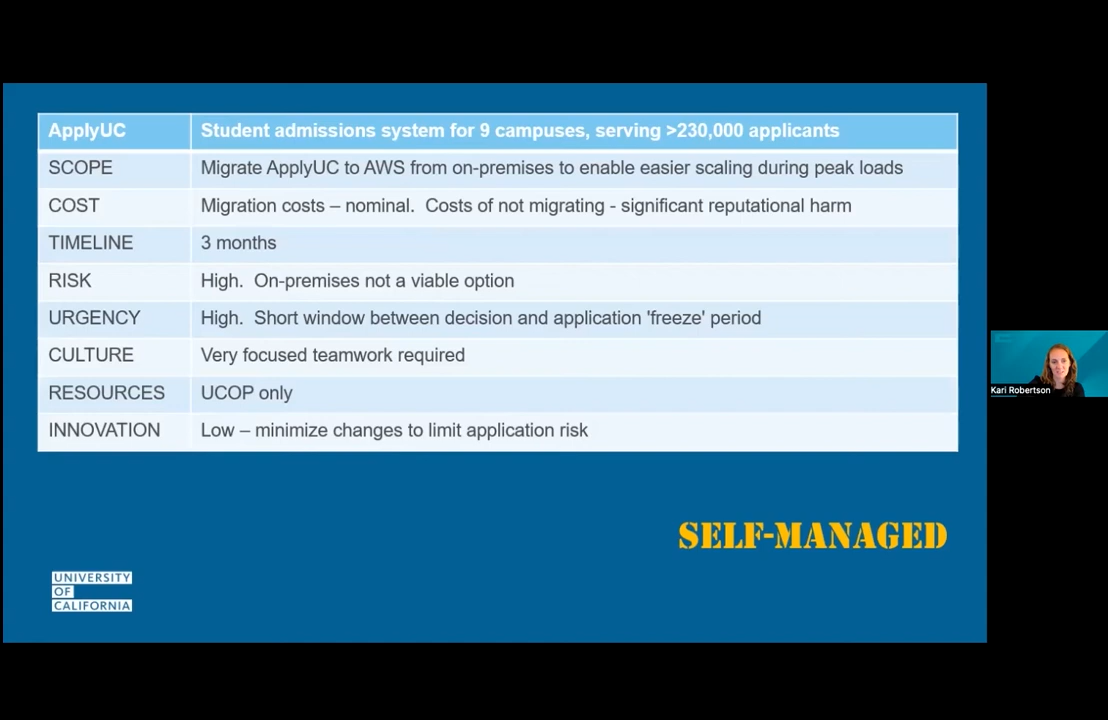 ApplyUC Student admissions system for 9 campuses, serving >230,000 applicants
SCOPE Migrate ApplyUC to AWS from on-premises to enable easier scaling during peak loads
COST Migration costs – nominal.  Costs of not migrating - significant reputational harm
TIMELINE 3 months
RISK High.  On-premises not a viable option
URGENCY High.  Short window between decision and application 'freeze' period
CULTURE Very focused teamwork required
RESOURCES UCOP only
INNOVATION Low – minimize changes to limit application risk
Kari Robertson
SELF-MANAGED
UNIVERSITY
OF
CALIFORNIA